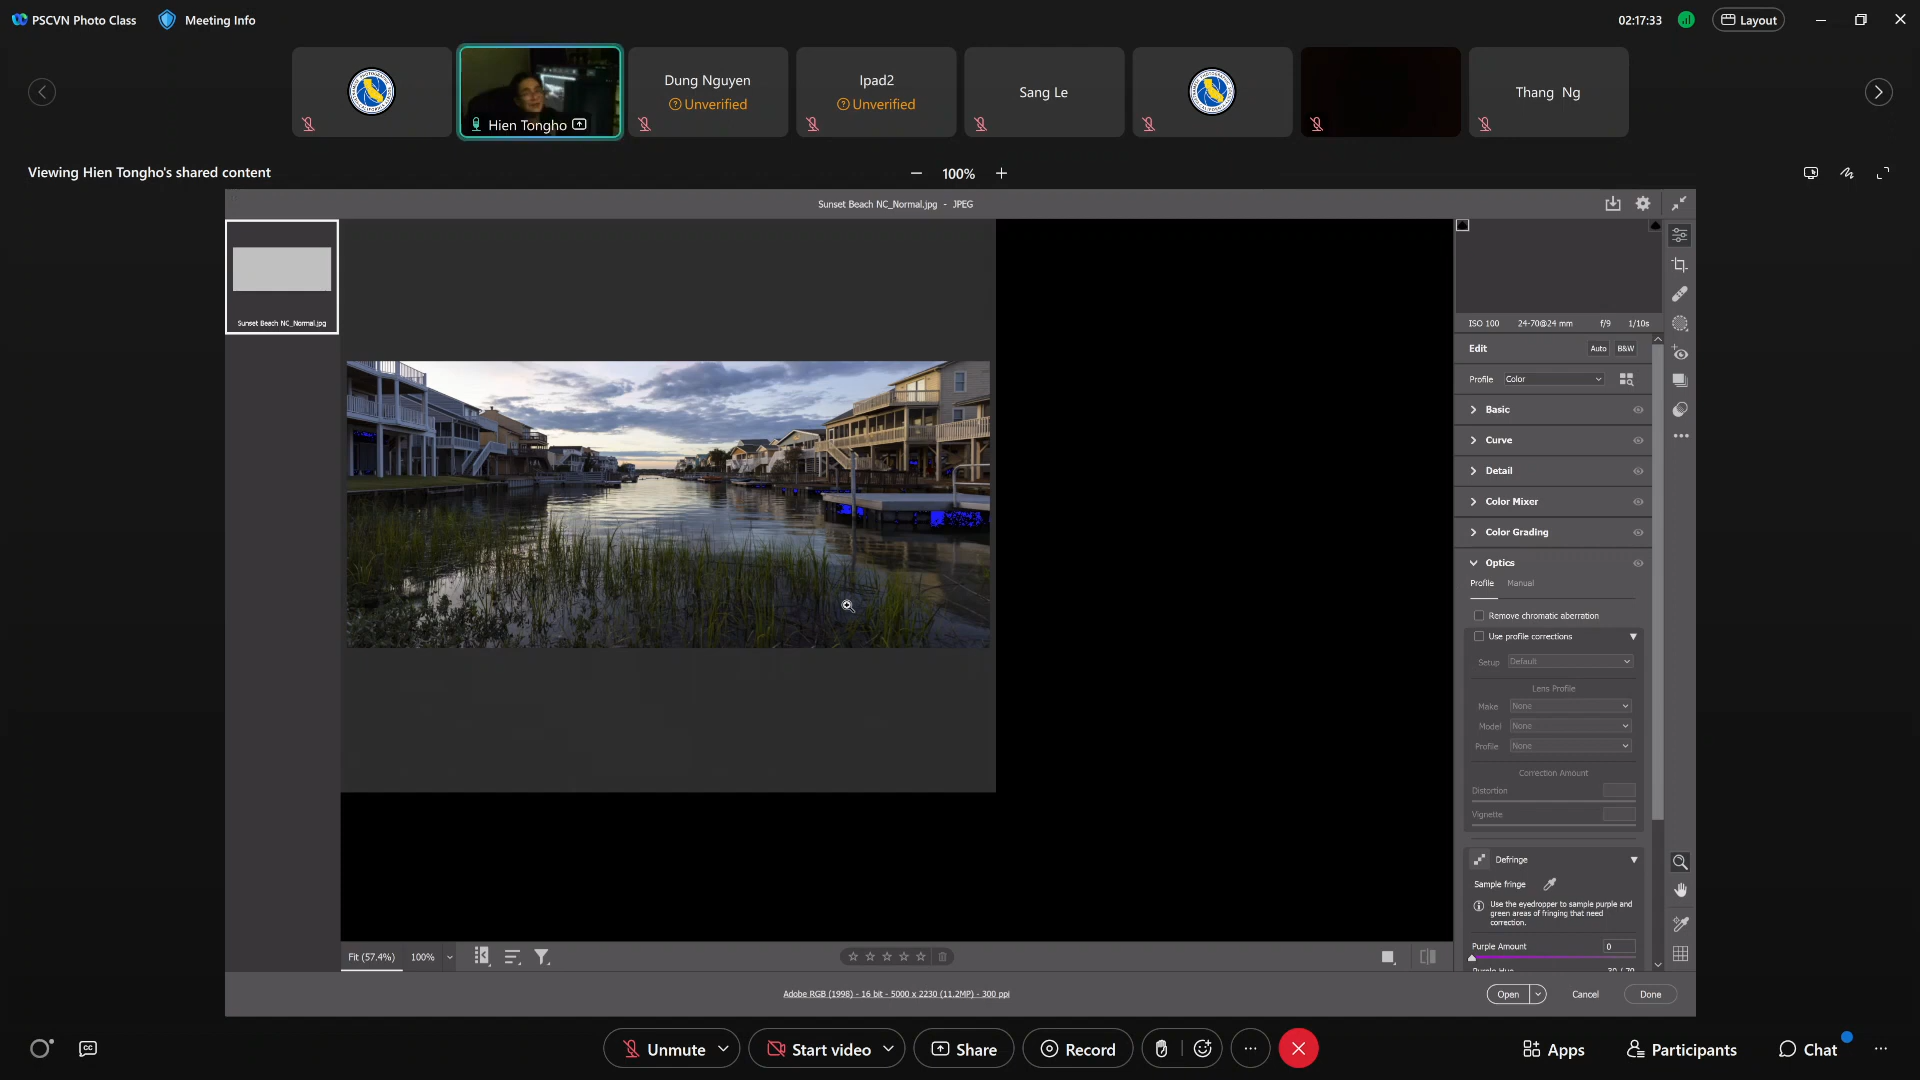 PSCVN Photo Class
Meeting Info
02:17:33
Layout
Hien Tongho
Dung Nguyen
Unverified
Ipad2
Unverified
Sang Le
Thang Ng
Viewing Hien Tongho's shared content
100%
Sunset Beach NC_Normal.jpg - JPEG
Sunset Beach NC_Normal.jpg
ISO 100 24-70@24 mm f/9 1/10s
Edit Auto B&W
Profile Color
Basic
Curve
Detail
Color Mixer
Color Grading
Optics
Profile Manual
Remove chromatic aberration
Use profile corrections
Setup Default
Lens Profile
Make None
Model None
Profile None
Correction Amount
Distortion
Vignette
Defringe
Sample fringe
Use the eyedropper to sample purple and
green areas of fringing that need
correction.
Purple Amount 0
Purple Hue 30 / 70
Fit (57.4%) 100%
Adobe RGB (1998) - 16 bit - 5000 x 2230 (11.2MP) - 300 ppi
Open Cancel Done
CC
Unmute
Start video
Share
Record
Apps
Participants
Chat